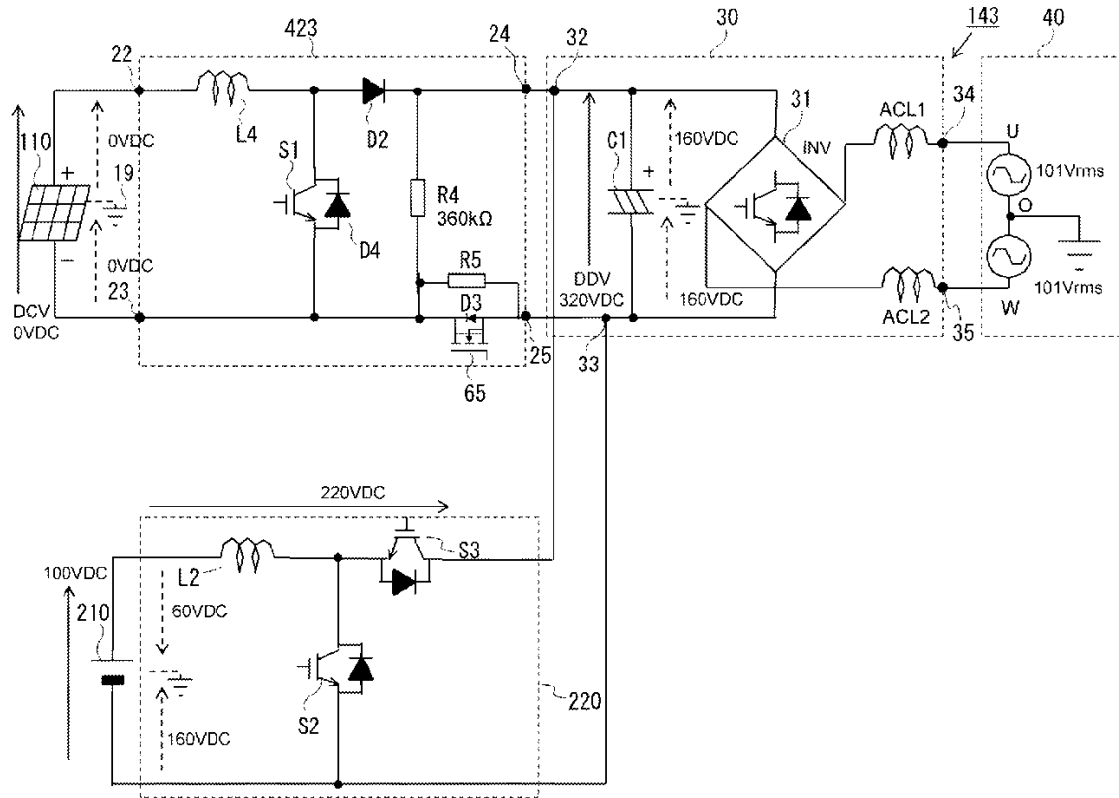 423
24
32
30
143
40
22
L4
D2
31
ACL1
34
110
0VDC
19
S1
C1
160VDC
INV
U
101Vrms
+
+
R4
360kΩ
O
D4
−
R5
0VDC
D3
DDV
320VDC
160VDC
ACL2
101Vrms
W
DCV
0VDC
23
65
25
33
35
220VDC
S3
L2
100VDC
210
60VDC
S2
160VDC
220